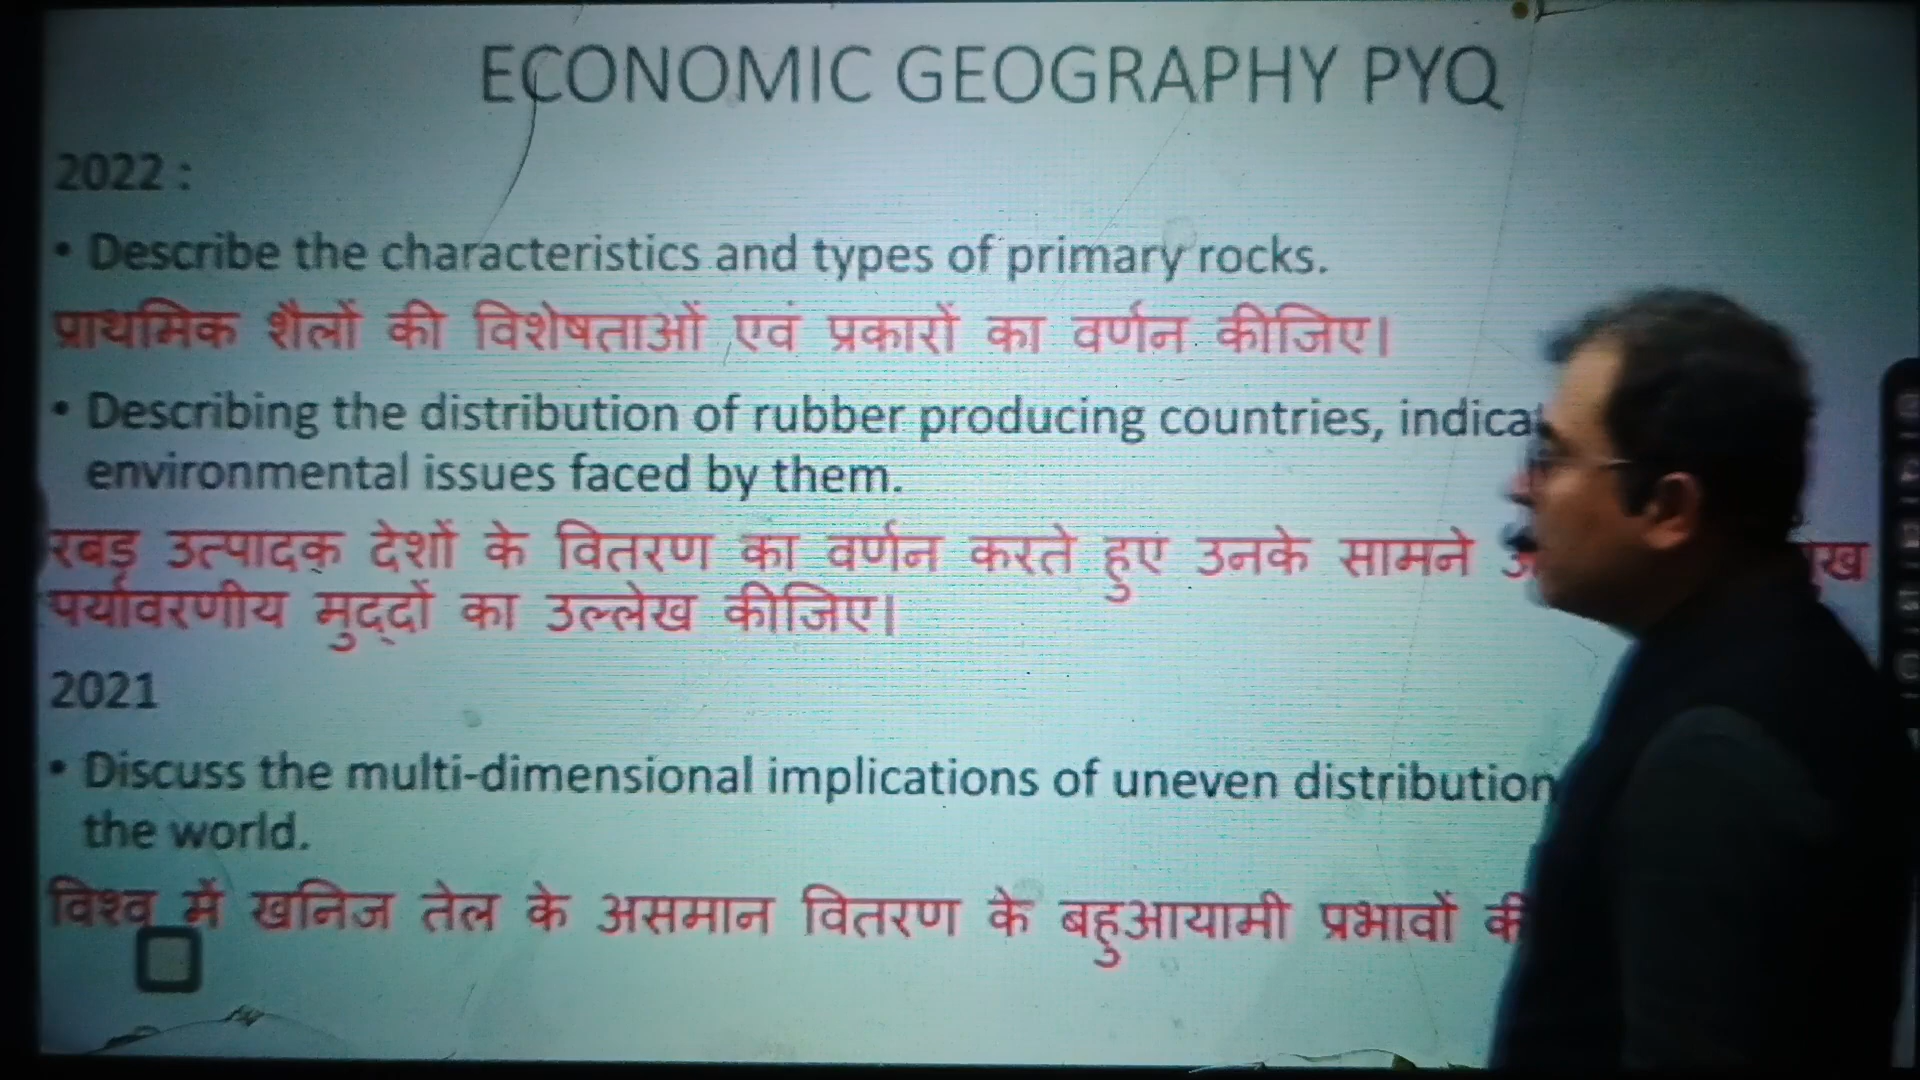 ECONOMIC GEOGRAPHY PYQ
2022 :
• Describe the characteristics and types of primary rocks.
प्राथमिक शैलों की विशेषताओं एवं प्रकारों का वर्णन कीजिए।
• Describing the distribution of rubber producing countries,
environmental issues faced by them.
रबड़ उत्पादक देशों के वितरण का वर्णन करते हुए उनके सामने
पर्यावरणीय मुद्दों का उल्लेख कीजिए।
2021
• Discuss the multi-dimensional implications of uneven distribution
the world.
विश्व में खनिज तेल के असमान वितरण के बहुआयामी प्रभावों की